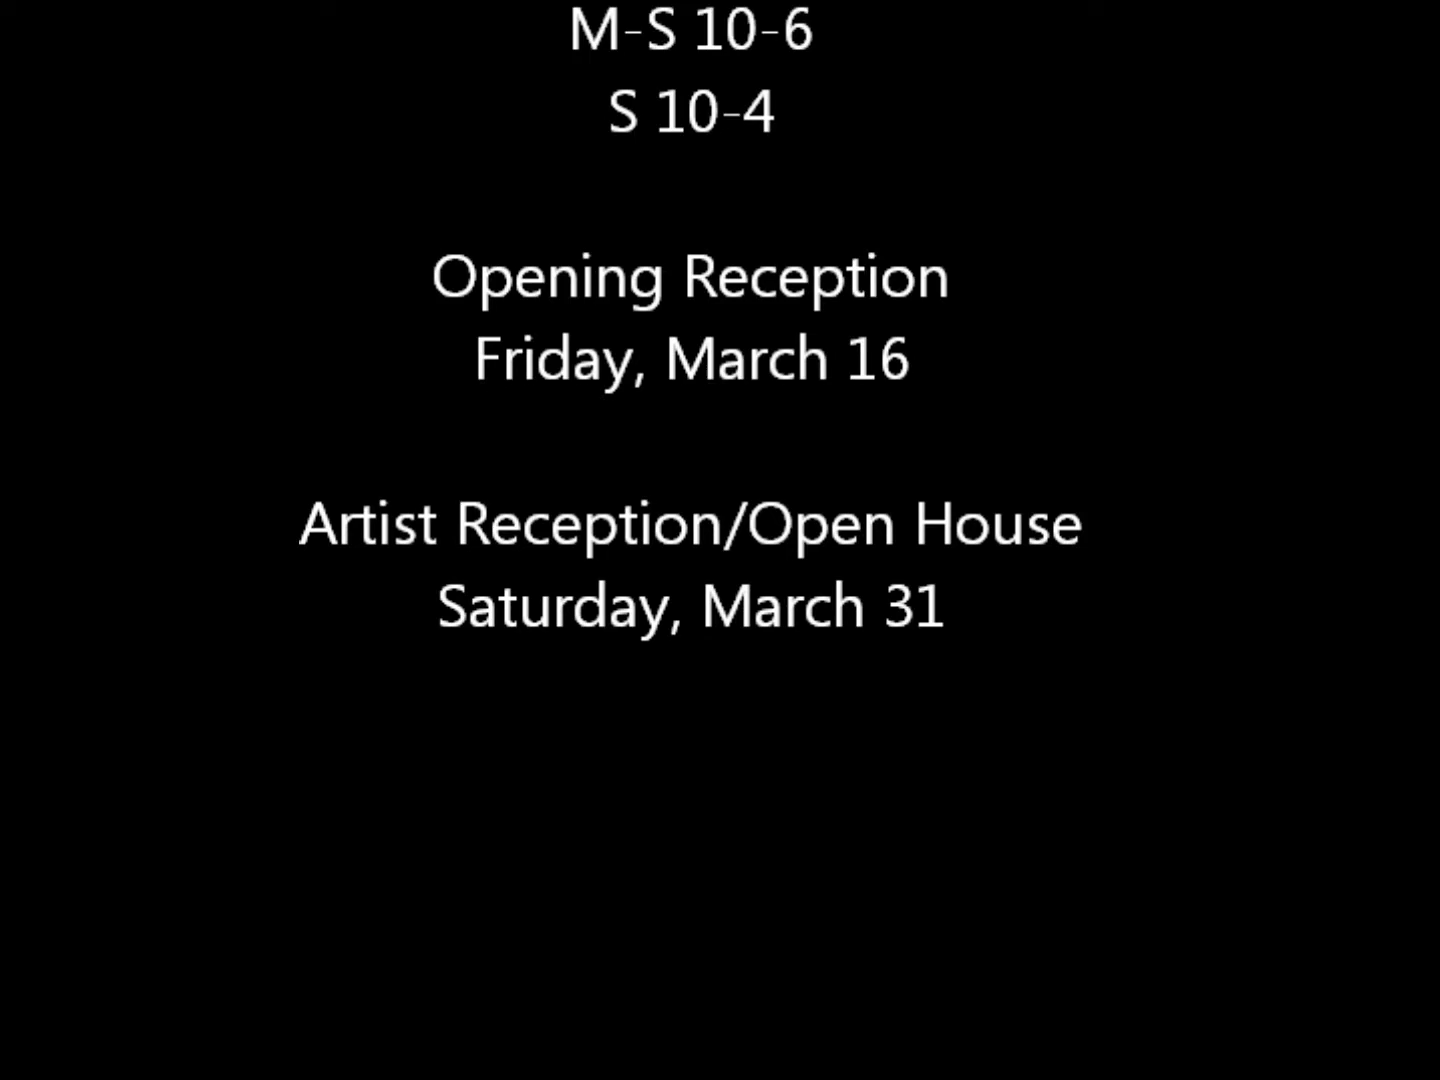 M-S 10-6
S 10-4
Opening Reception
Friday, March 16
Artist Reception/Open House
Saturday, March 31